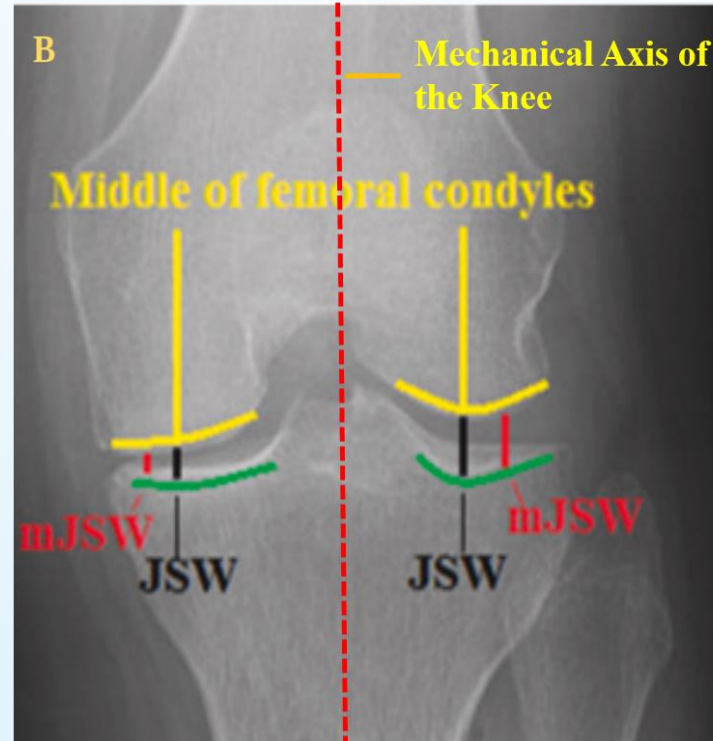 B
Mechanical Axis of
the Knee
Middle of femoral condyles
mJSW
mJSW
JSW
JSW